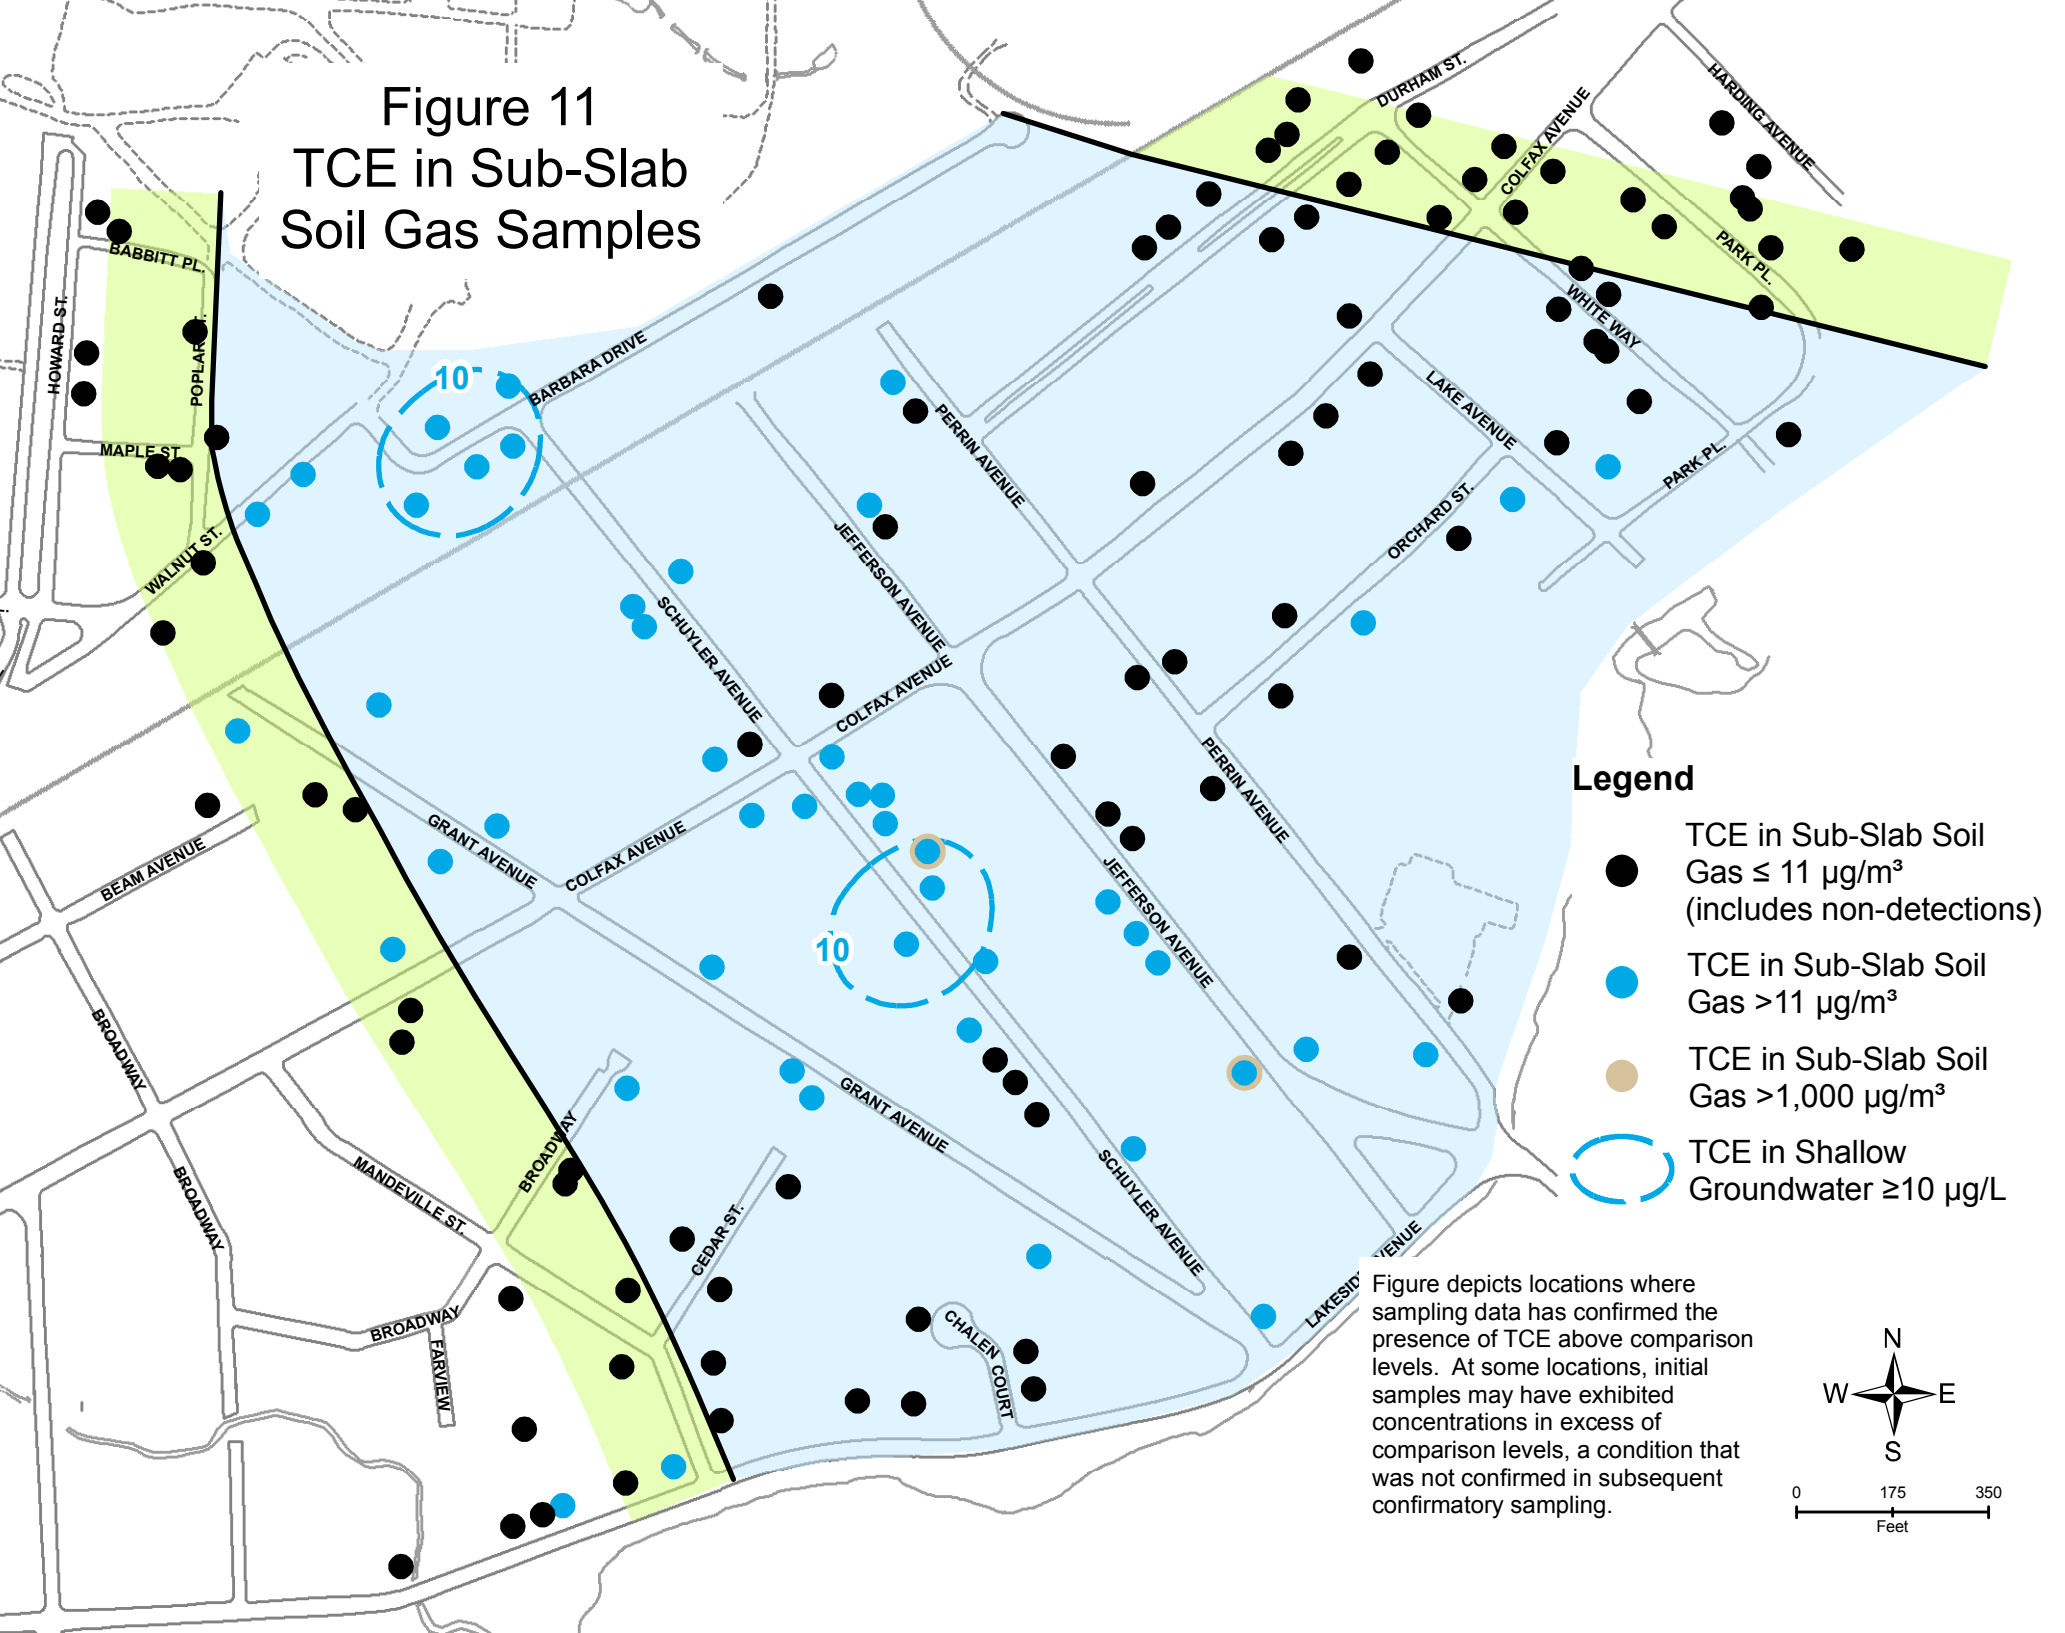 Figure 11
TCE in Sub-Slab
Soil Gas Samples
DURHAM ST.
COLFAX AVENUE
HARDING AVENUE
PARK PL.
WHITE WAY
BABBITT PL.
HOWARD ST.
POPLAR ST.
MAPLE ST.
WALNUT ST.
10
BARBARA DRIVE
PERRIN AVENUE
JEFFERSON AVENUE
SCHUYLER AVENUE
COLFAX AVENUE
LAKE AVENUE
ORCHARD ST.
PARK PL.
PERRIN AVENUE
GRANT AVENUE
COLFAX AVENUE
BEAM AVENUE
JEFFERSON AVENUE
10
BROADWAY
BROADWAY
BROADWAY
MANDEVILLE ST.
GRANT AVENUE
SCHUYLER AVENUE
CEDAR ST.
BROADWAY
FARVIEW
CHALEN
COURT
LAKESIDE AVENUE
Legend
TCE in Sub-Slab Soil
Gas ≤ 11 µg/m³
(includes non-detections)
TCE in Sub-Slab Soil
Gas >11 µg/m³
TCE in Sub-Slab Soil
Gas >1,000 µg/m³
TCE in Shallow
Groundwater ≥10 µg/L
Figure depicts locations where
sampling data has confirmed the
presence of TCE above comparison
levels. At some locations, initial
samples may have exhibited
concentrations in excess of
comparison levels, a condition that
was not confirmed in subsequent
confirmatory sampling.
N
W E
S
0 175 350
Feet